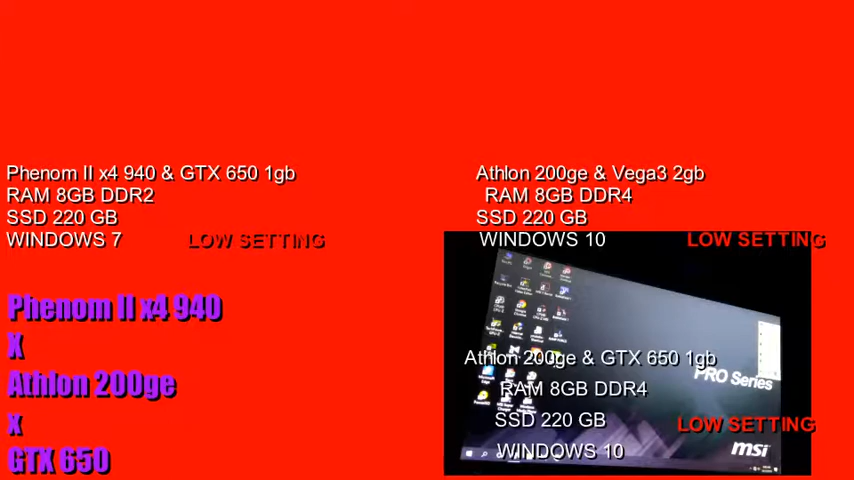 Phenom II x4 940 & GTX 650 1gb
RAM 8GB DDR2
SSD 220 GB
WINDOWS 7
LOW SETTING
Athlon 200ge & Vega3 2gb
RAM 8GB DDR4
SSD 220 GB
WINDOWS 10
LOW SETTING
Phenom II x4 940
X
Athlon 200ge
x
GTX 650
Athlon 200ge & GTX 650 1gb
RAM 8GB DDR4
SSD 220 GB
WINDOWS 10
LOW SETTING
PRO Series
msi